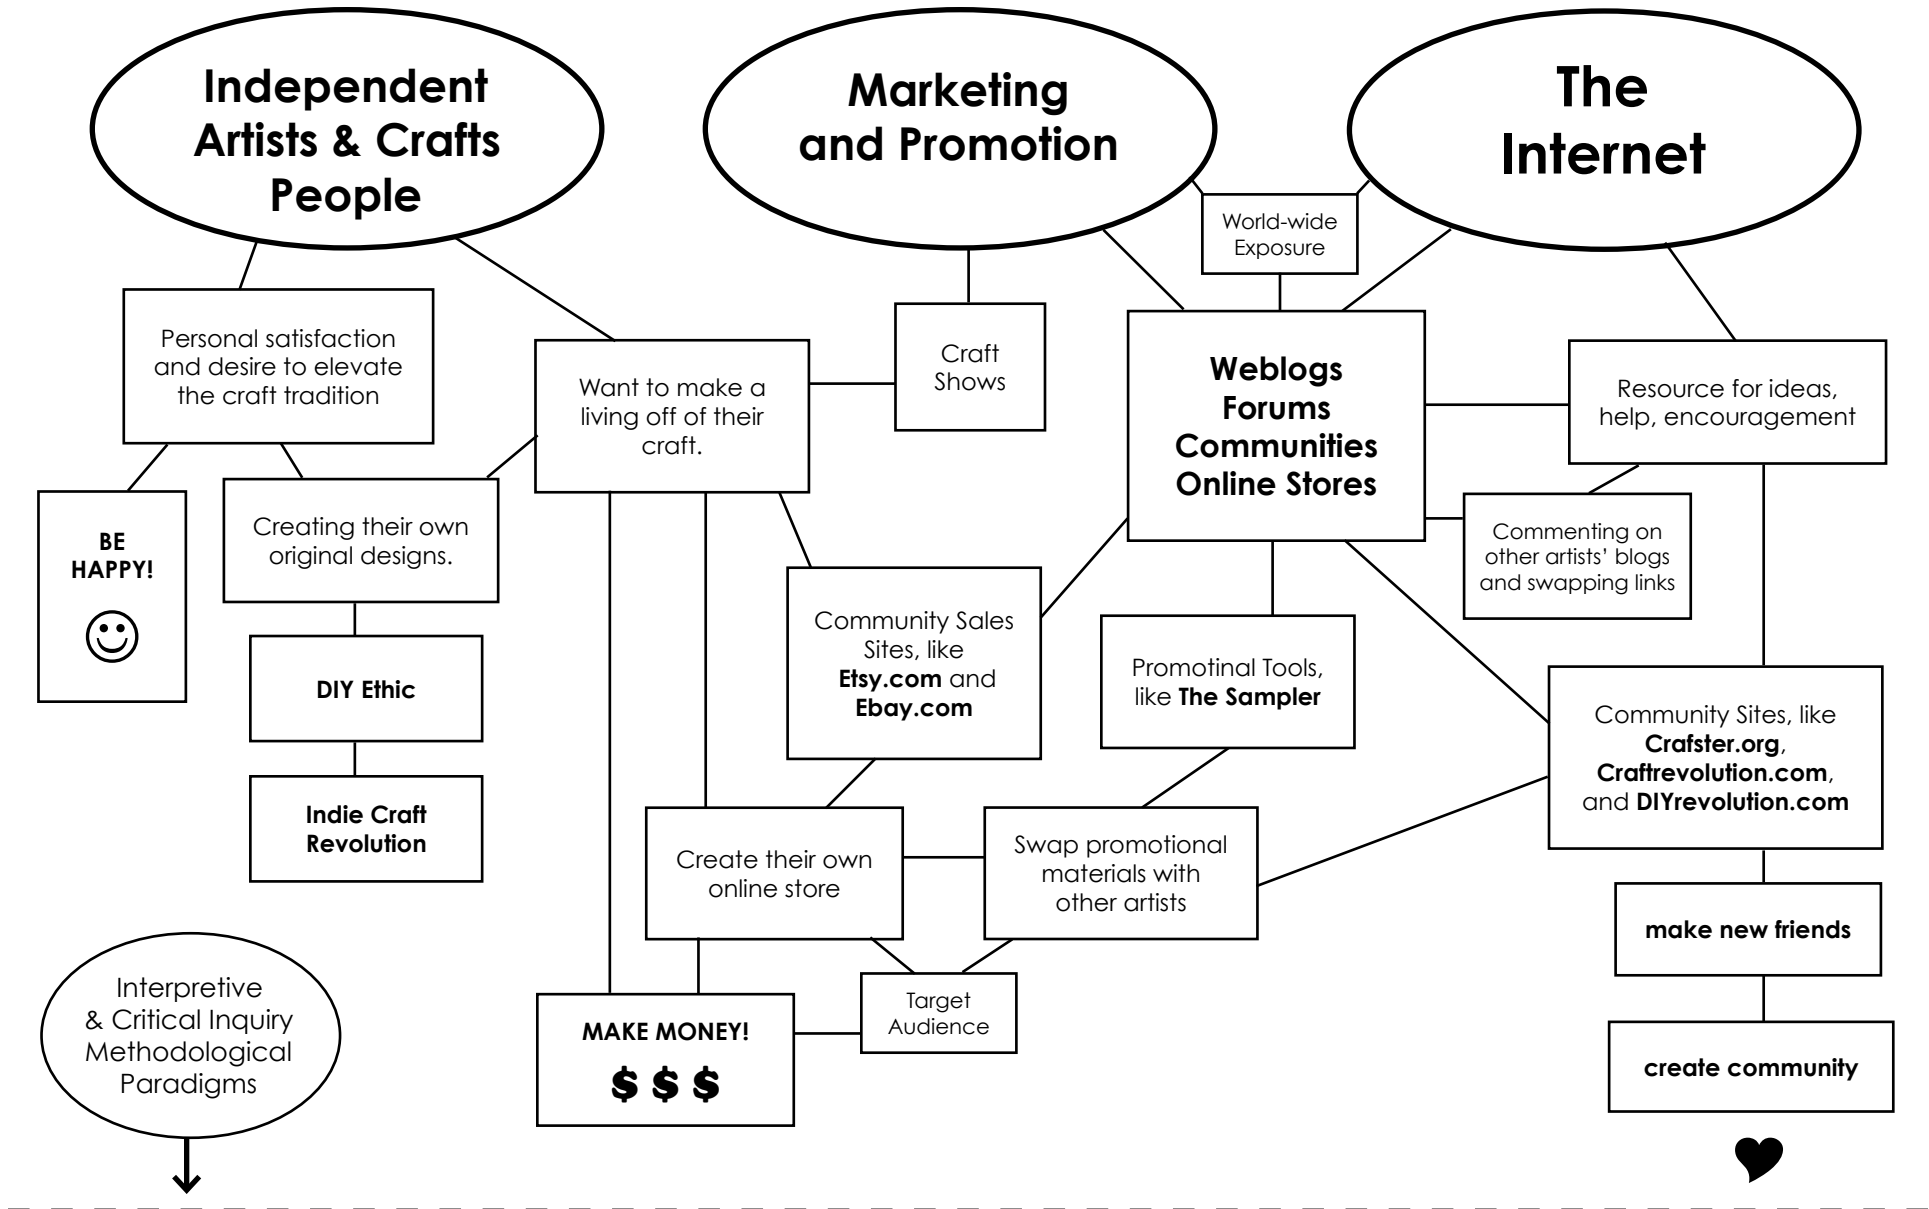 Independent
Artists & Crafts
People
Marketing
and Promotion
The
Internet
World-wide
Exposure
Personal satisfaction
and desire to elevate
the craft tradition
Want to make a
living off of their
craft.
Craft
Shows
Weblogs
Forums
Communities
Online Stores
Resource for ideas,
help, encouragement
BE
HAPPY!
Creating their own
original designs.
Commenting on
other artists’ blogs
and swapping links
DIY Ethic
Community Sales
Sites, like
Etsy.com and
Ebay.com
Promotinal Tools,
like The Sampler
Community Sites, like
Crafster.org,
Craftrevolution.com,
and DIYrevolution.com
Indie Craft
Revolution
Create their own
online store
Swap promotional
materials with
other artists
make new friends
Interpretive
& Critical Inquiry
Methodological
Paradigms
MAKE MONEY!
$ $ $
Target
Audience
create community